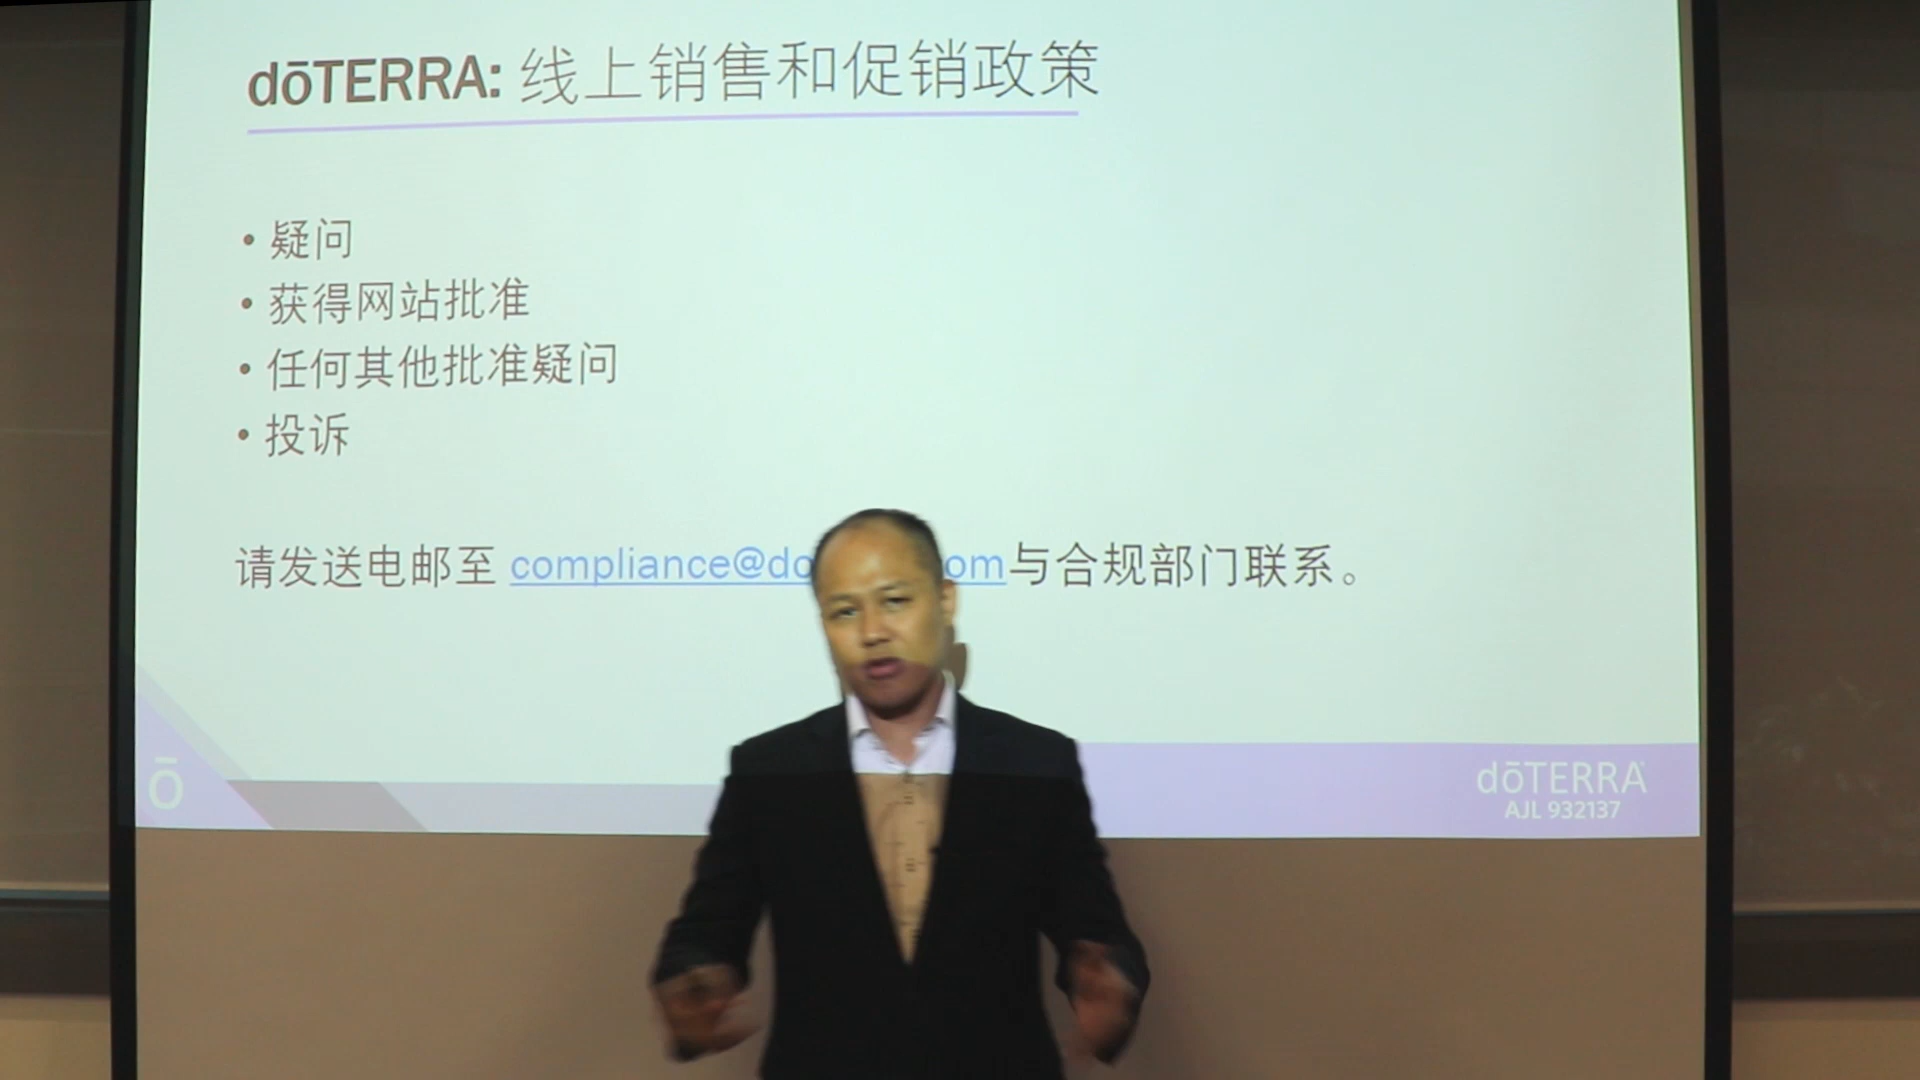 dōTERRA: 线上销售和促销政策
• 疑问
• 获得网站批准
• 任何其他批准疑问
• 投诉
请发送电邮至 compliance@do om与合规部门联系。
ō
dōTERRA
AJL 932137